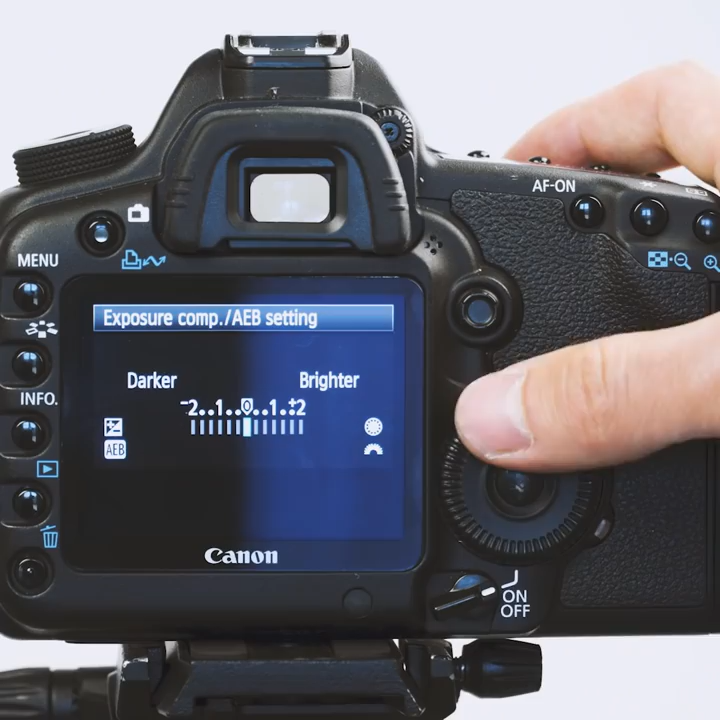 AF-ON
MENU
Exposure comp./AEB setting
Darker Brighter
-2..1..0..1.+2
INFO.
AEB
Canon
ON
OFF